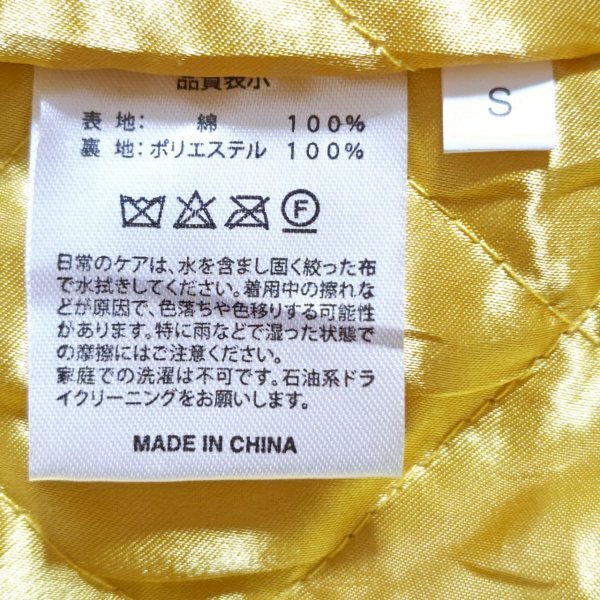 品質表示
表地： 綿 100%
裏地：ポリエステル 100%
F
日常のケアは、水を含まし固く絞った布
で水拭きしてください。着用中の擦れな
どが原因で、色落ちや色移りする可能性
があります。特に雨などで湿った状態で
の摩擦にはご注意ください。
家庭での洗濯は不可です。石油系ドラ
イクリーニングをお願いします。
MADE IN CHINA
S